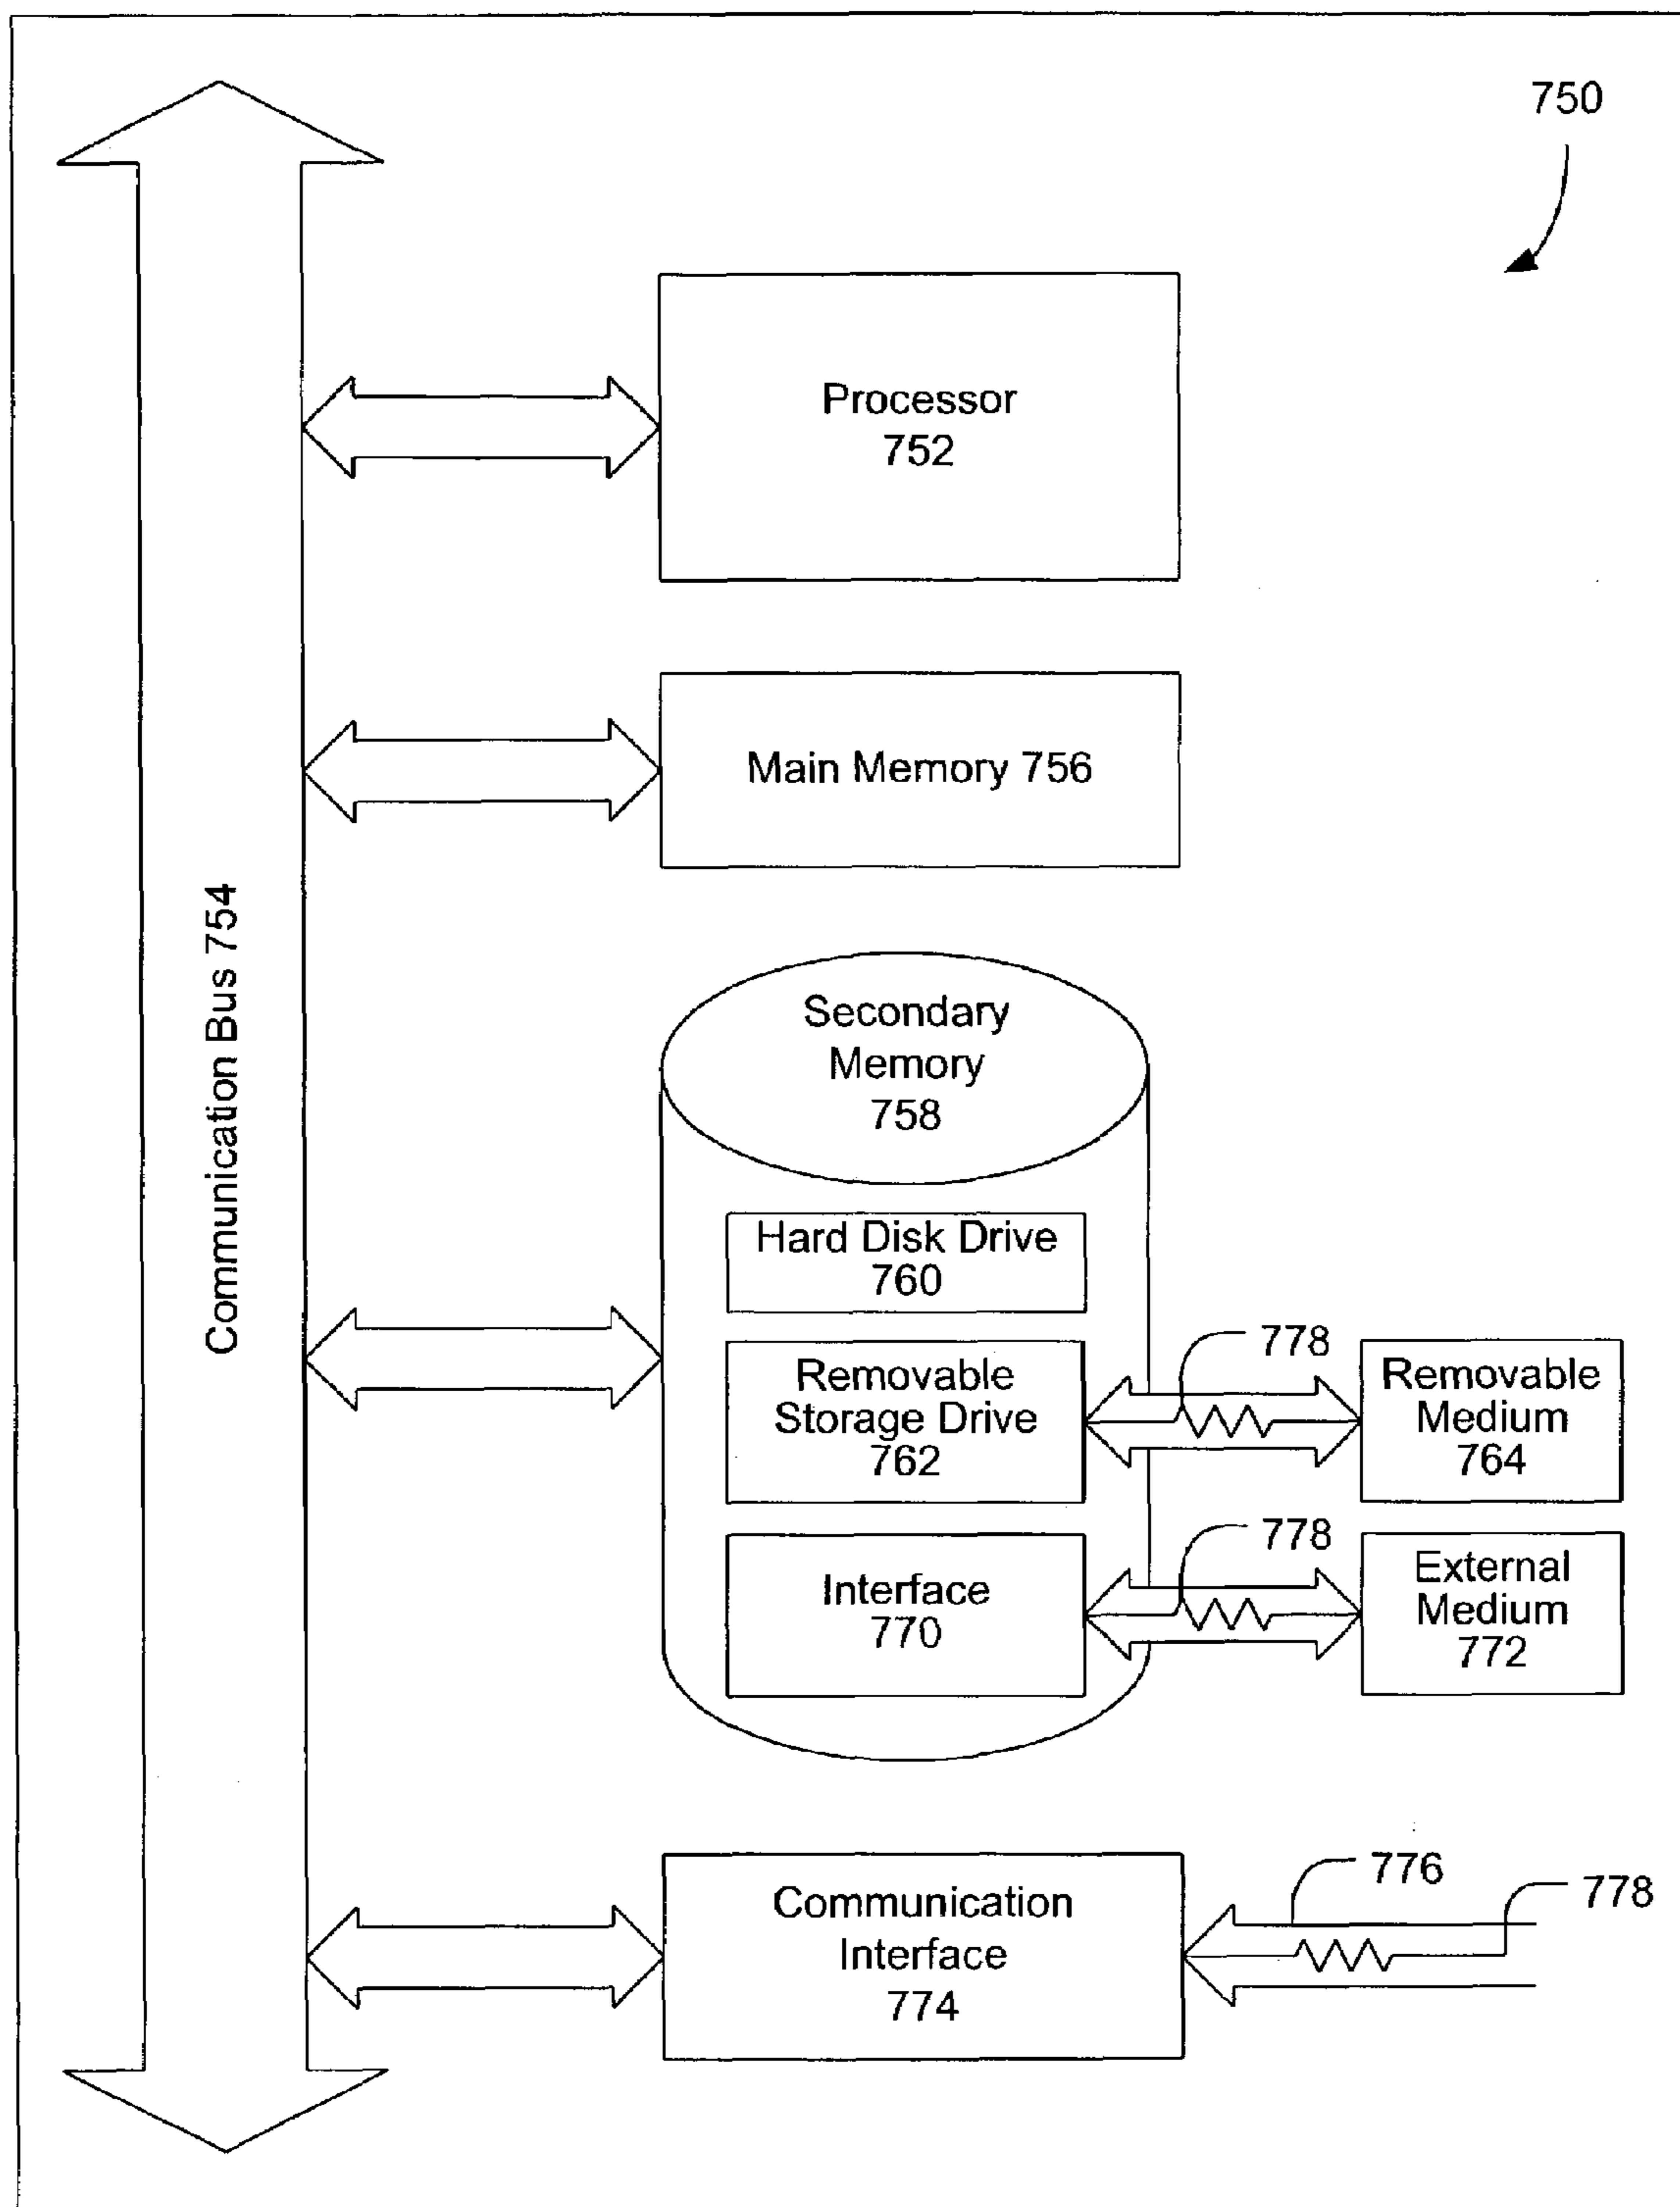 750
Processor
752
Main Memory 756
Communication Bus 754
Secondary
Memory
758
Hard Disk Drive
760
Removable
Storage Drive
762
778
Removable
Medium
764
Interface
770
778
External
Medium
772
Communication
Interface
774
776
778